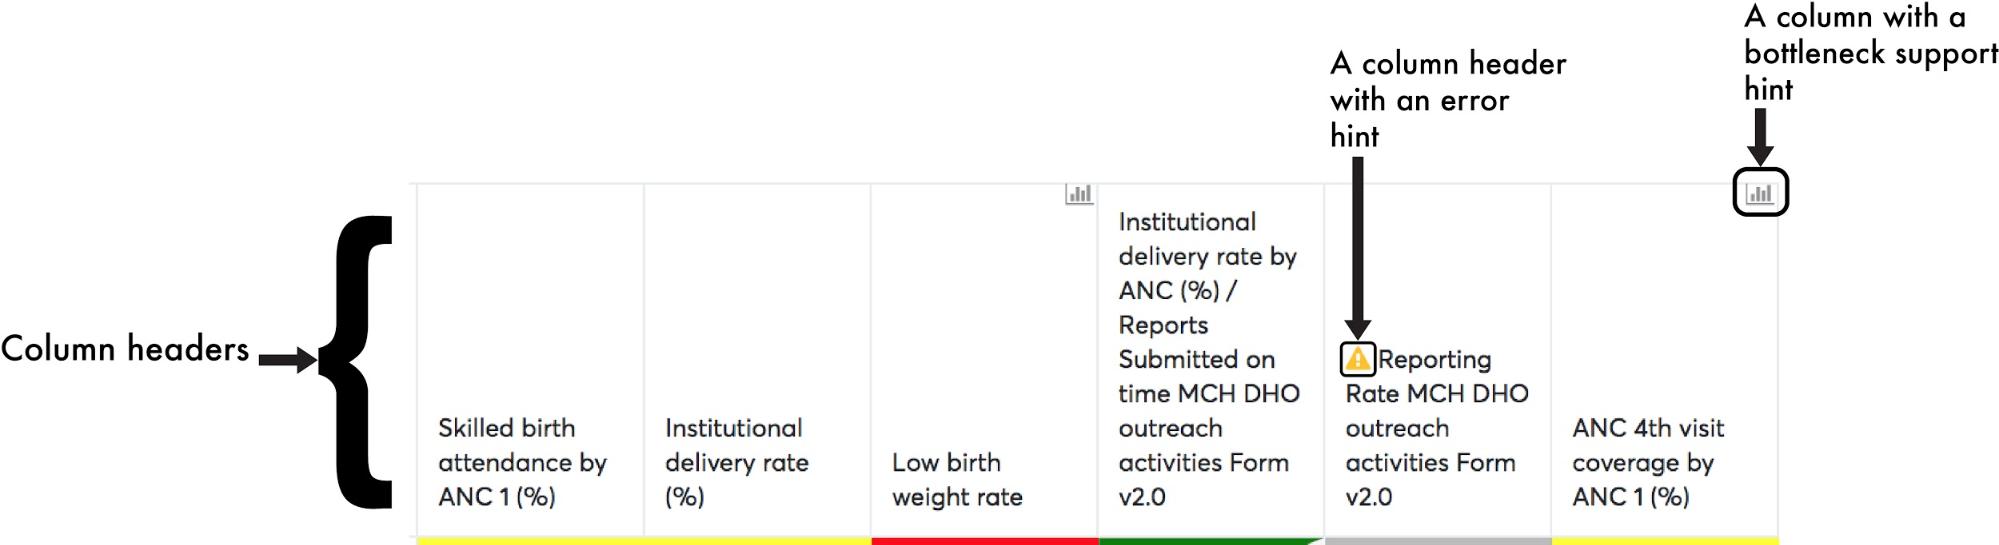 A column with a
bottleneck support
hint
A column header
with an error
hint
Column headers
Skilled birth
attendance by
ANC 1 (%)
Institutional
delivery rate
(%)
Low birth
weight rate
Institutional
delivery rate by
ANC (%) /
Reports
Submitted on
time MCH DHO
outreach
activities Form
v2.0
Reporting
Rate MCH DHO
outreach
activities Form
v2.0
ANC 4th visit
coverage by
ANC 1 (%)